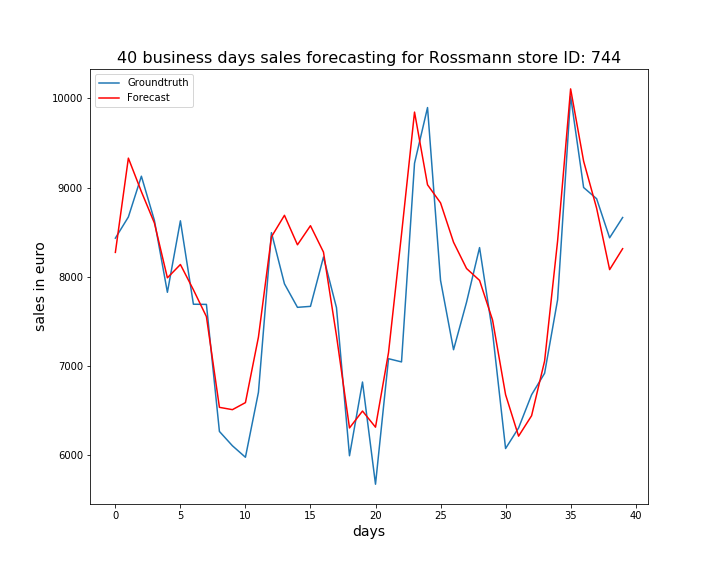 40 business days sales forecasting for Rossmann store ID: 744
Groundtruth
Forecast
10000
9000
8000
7000
6000
sales in euro
0 5 10 15 20 25 30 35 40
days